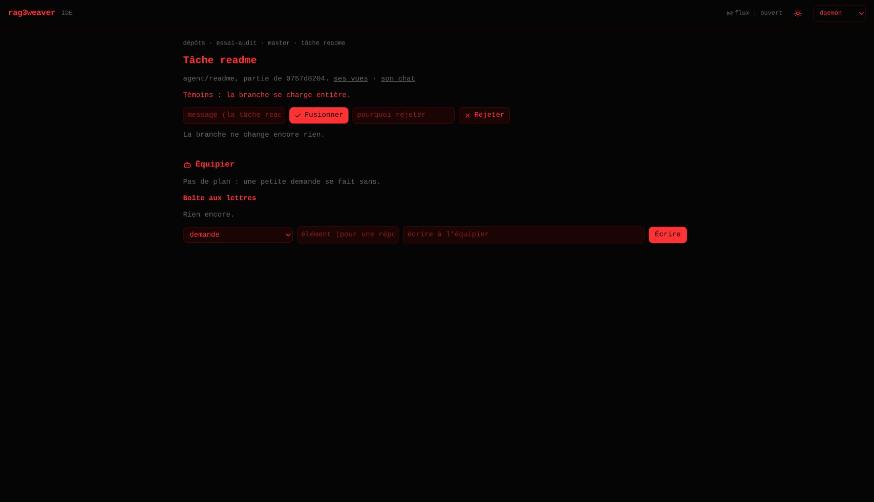 rag3weaver IDE
flux : ouvert
daemon
dépôts · essai-audit · master · tâche readme
Tâche readme
agent/readme, partie de 0757d8204. ses vues · son chat
Témoins : la branche se charge entière.
message (la tâche read Fusionner pourquoi rejeter Rejeter
La branche ne change encore rien.
Équipier
Pas de plan : une petite demande se fait sans.
Boîte aux lettres
Rien encore.
demande élément (pour une répo écrire à l'équipier Écrire